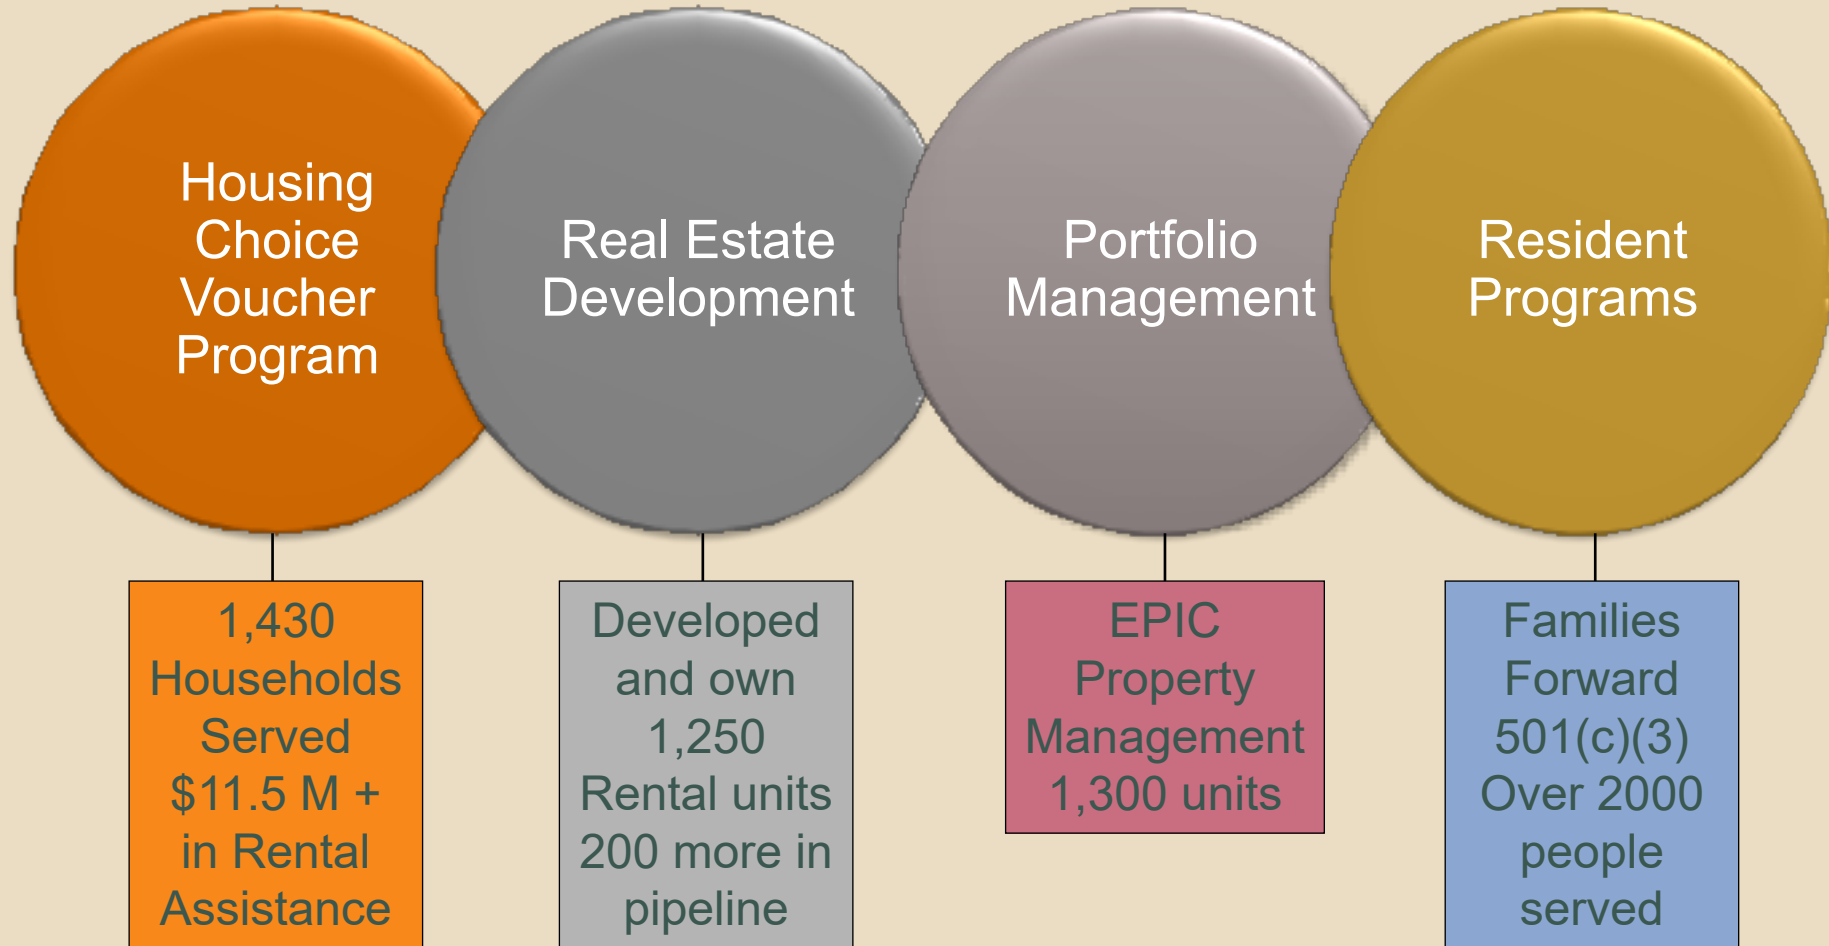 Housing
Choice
Voucher
Program
Real Estate
Development
Portfolio
Management
Resident
Programs
1,430
Households
Served
$11.5 M +
in Rental
Assistance
Developed
and own
1,250
Rental units
200 more in
pipeline
EPIC
Property
Management
1,300 units
Families
Forward
501(c)(3)
Over 2000
people
served